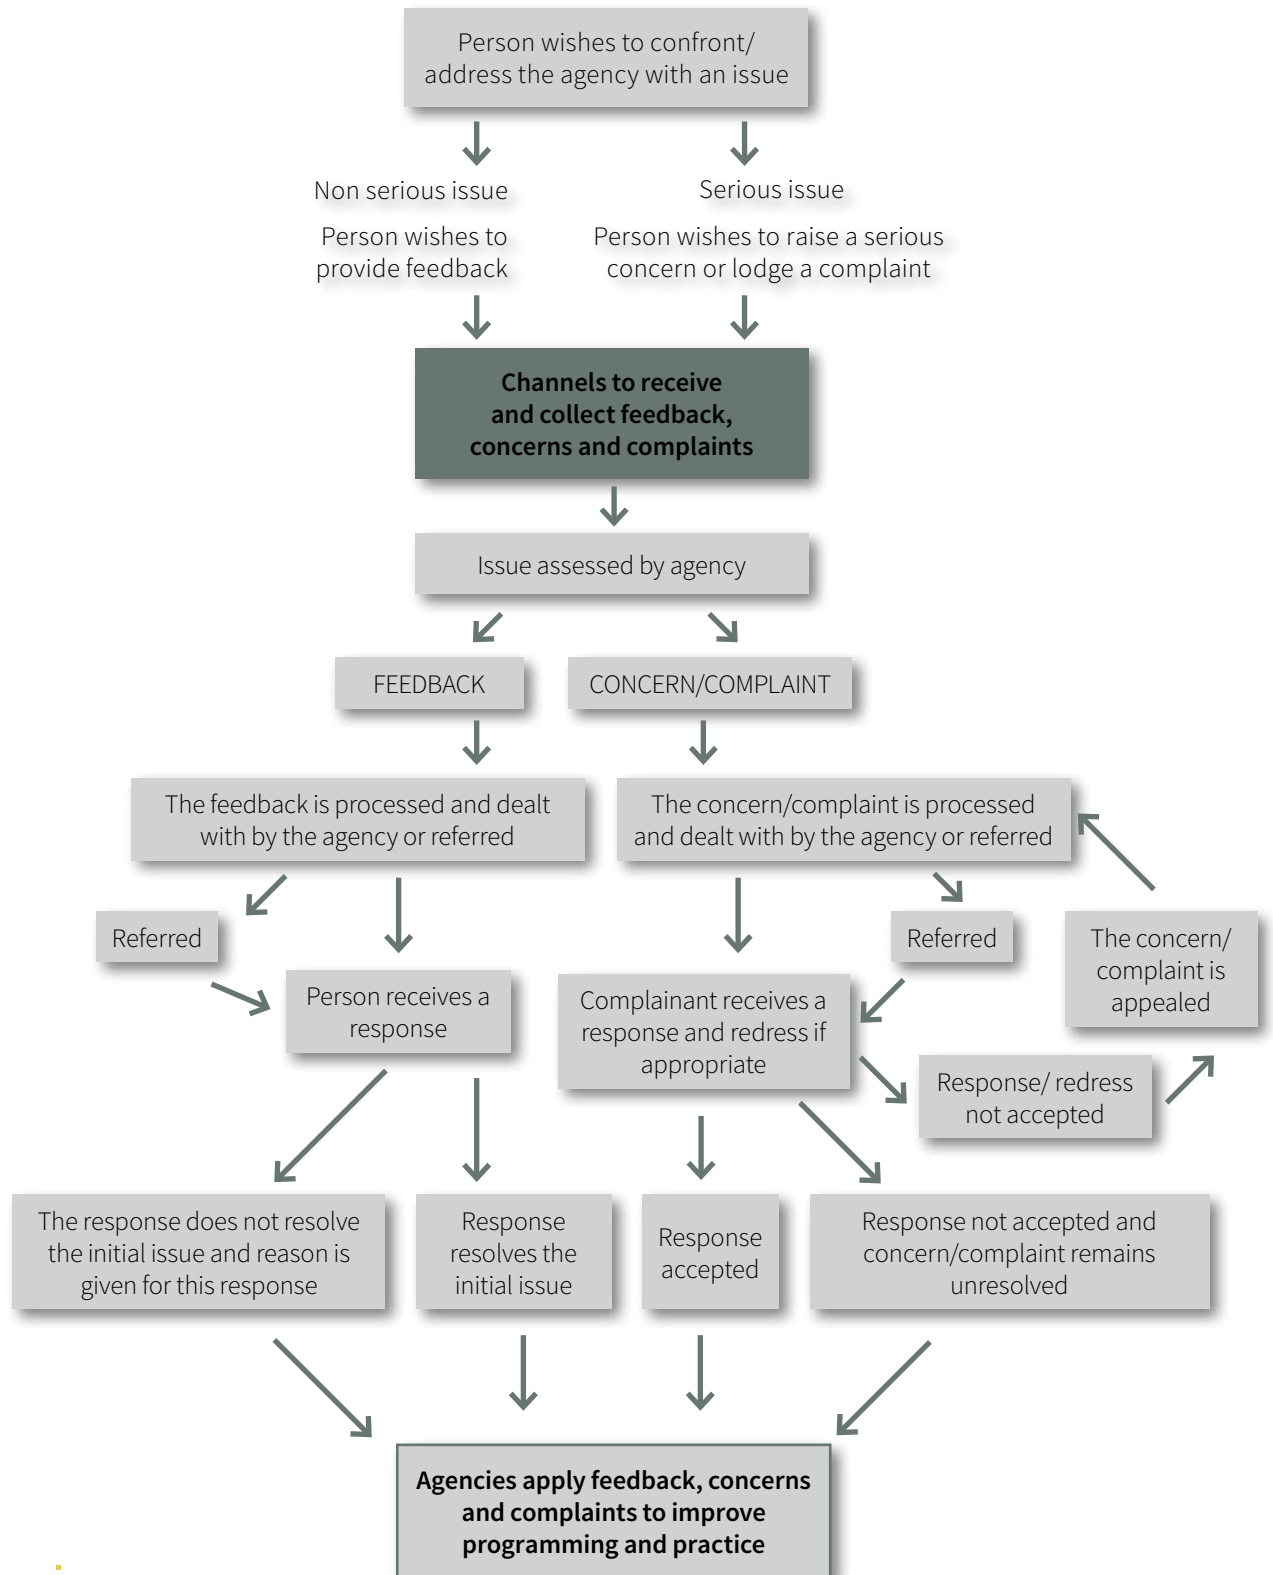 Person wishes to confront/
address the agency with an issue
Non serious issue
Person wishes to
provide feedback
Serious issue
Person wishes to raise a serious
concern or lodge a complaint
Channels to receive
and collect feedback,
concerns and complaints
Issue assessed by agency
FEEDBACK
CONCERN/COMPLAINT
The feedback is processed and dealt
with by the agency or referred
The concern/complaint is processed
and dealt with by the agency or referred
Referred
Person receives a
response
Complainant receives a
response and redress if
appropriate
Referred
The concern/
complaint is
appealed
Response/ redress
not accepted
The response does not resolve
the initial issue and reason is
given for this response
Response
resolves the
initial issue
Response
accepted
Response not accepted and
concern/complaint remains
unresolved
Agencies apply feedback, concerns
and complaints to improve
programming and practice